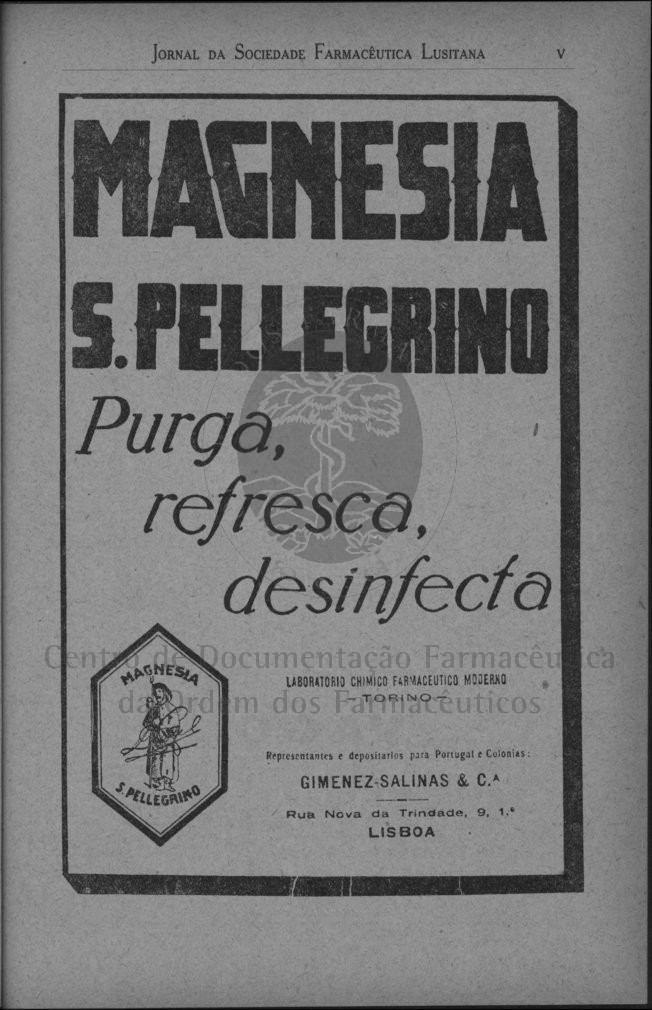 JORNAL DA SOCIEDADE FARMACÊUTICA LUSITANA V
MAGNESIA
S. PELLEGRINO
Purga,
refresca,
desinfecta
Centro de Documentação Farmacêutica
da Ordem dos Farmacêuticos
MAGNESIA
S. PELLEGRINO
LABORATORIO CHIMICO FARMACEUTICO MODERNO
— TORINO —
Representantes e depositarios para Portugal e Colonias:
GIMENEZ-SALINAS & C.ᴬ
Rua Nova da Trindade, 9, 1.º
LISBOA